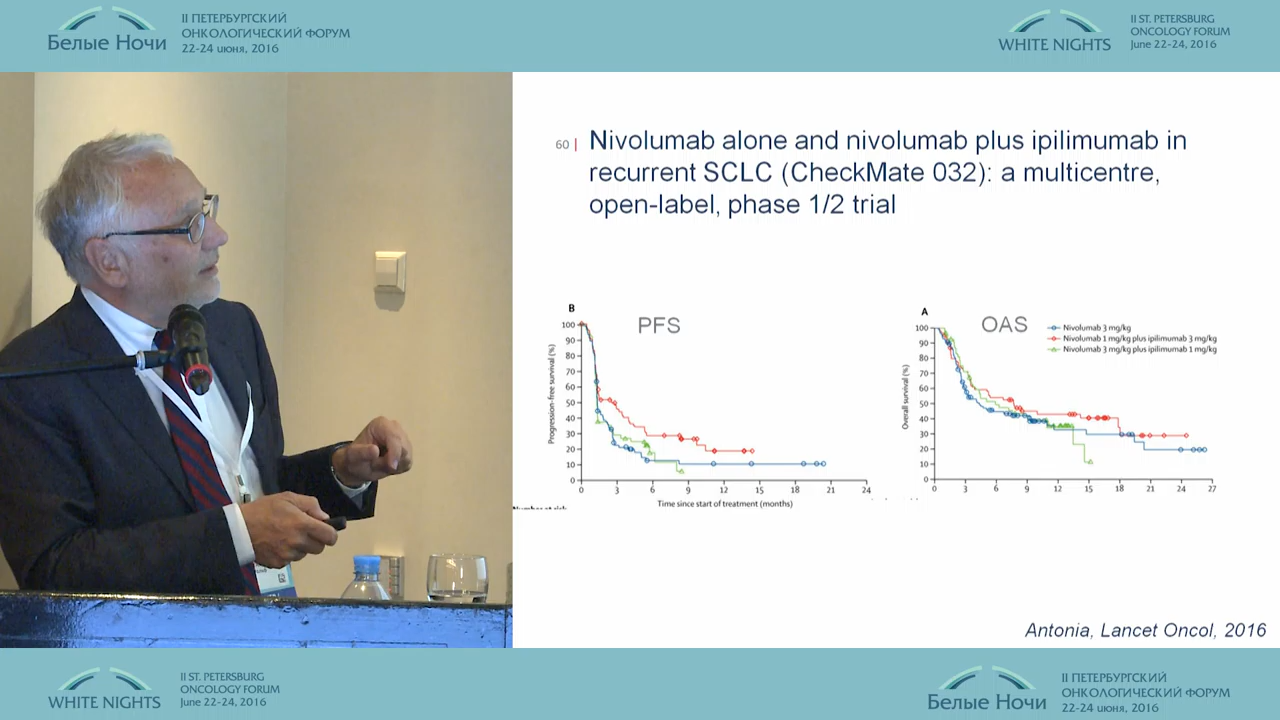 Белые Ночи
II ПЕТЕРБУРГСКИЙ
ОНКОЛОГИЧЕСКИЙ ФОРУМ
22-24 июня, 2016
WHITE NIGHTS
II ST. PETERSBURG
ONCOLOGY FORUM
June 22-24, 2016
60 |
Nivolumab alone and nivolumab plus ipilimumab in
recurrent SCLC (CheckMate 032): a multicentre,
open-label, phase 1/2 trial
B
PFS
Progression-free survival (%)
100
90
80
70
60
50
40
30
20
10
0
0 3 6 9 12 15 18 21 24
Time since start of treatment (months)
A
OAS
Nivolumab 3 mg/kg
Nivolumab 1 mg/kg plus ipilimumab 3 mg/kg
Nivolumab 3 mg/kg plus ipilimumab 1 mg/kg
Overall survival (%)
100
90
80
70
60
50
40
30
20
10
0
0 3 6 9 12 15 18 21 24 27
Antonia, Lancet Oncol, 2016
WHITE NIGHTS
II ST. PETERSBURG
ONCOLOGY FORUM
June 22-24, 2016
Белые Ночи
II ПЕТЕРБУРГСКИЙ
ОНКОЛОГИЧЕСКИЙ ФОРУМ
22-24 июня, 2016